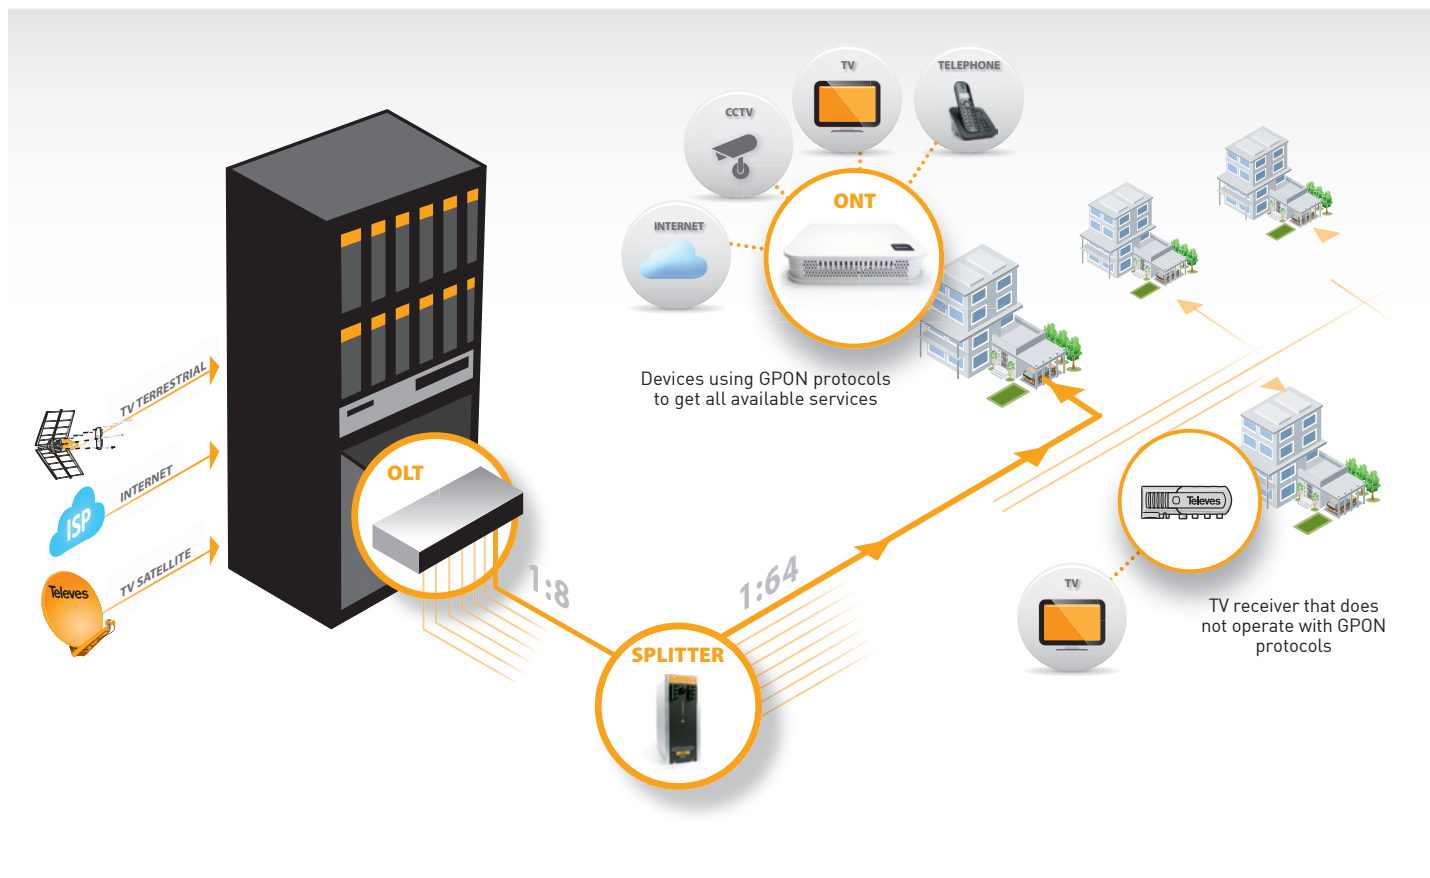 TV
TELEPHONE
CCTV
ONT
INTERNET
Devices using GPON protocols
to get all available services
TV TERRESTRIAL
INTERNET
ISP
TV SATELLITE
Televes
OLT
1:8
1:64
SPLITTER
Televes
TV
TV receiver that does
not operate with GPON
protocols